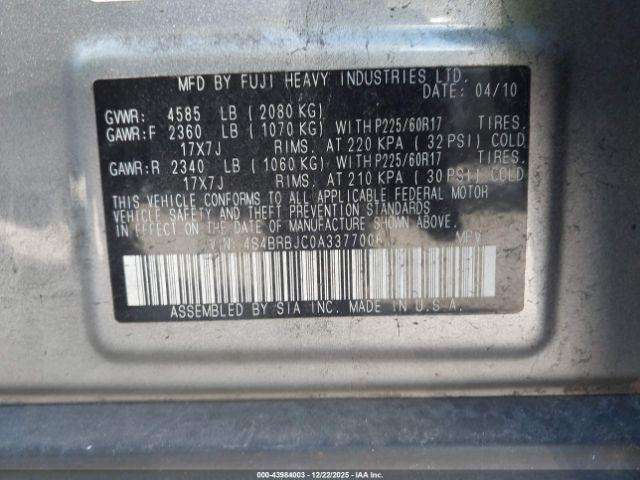 MFD BY FUJI HEAVY INDUSTRIES LTD.
DATE: 04/10
GVWR: 4585 LB (2080 KG)
GAWR:F 2360 LB (1070 KG) WITH P225/60R17 TIRES.
17X7J RIMS. AT 220 KPA (32 PSI) COLD
GAWR:R 2340 LB (1060 KG) WITH P225/60R17 TIRES.
17X7J RIMS. AT 210 KPA (30 PSI) COLD
THIS VEHICLE CONFORMS TO ALL APPLICABLE FEDERAL MOTOR
VEHICLE SAFETY AND THEFT PREVENTION STANDARDS
IN EFFECT ON THE DATE OF MANUFACTURE SHOWN ABOVE.
VIN: MPV
ASSEMBLED BY SIA INC. MADE IN U.S.A.
000-43984003 - 12/22/2025 - IAA Inc.